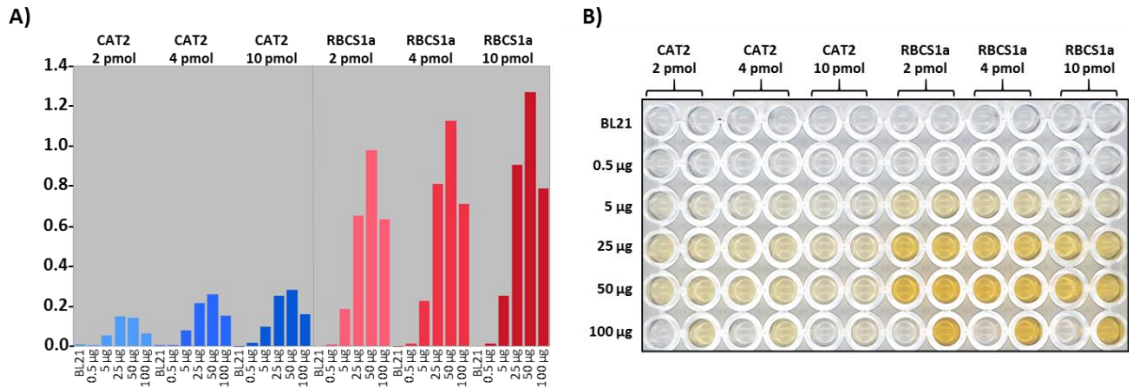 A)
CAT2 CAT2 CAT2 RBCS1a RBCS1a RBCS1a
2 pmol 4 pmol 10 pmol 2 pmol 4 pmol 10 pmol
1.4
1.2
1.0
0.8
0.6
0.4
0.2
0.0
BL21 0.5 µg 5 µg 25 µg 50 µg 100 µg BL21 0.5 µg 5 µg 25 µg 50 µg 100 µg BL21 0.5 µg 5 µg 25 µg 50 µg 100 µg BL21 0.5 µg 5 µg 25 µg 50 µg 100 µg BL21 0.5 µg 5 µg 25 µg 50 µg 100 µg BL21 0.5 µg 5 µg 25 µg 50 µg 100 µg
B)
CAT2 CAT2 CAT2 RBCS1a RBCS1a RBCS1a
2 pmol 4 pmol 10 pmol 2 pmol 4 pmol 10 pmol
BL21
0.5 µg
5 µg
25 µg
50 µg
100 µg